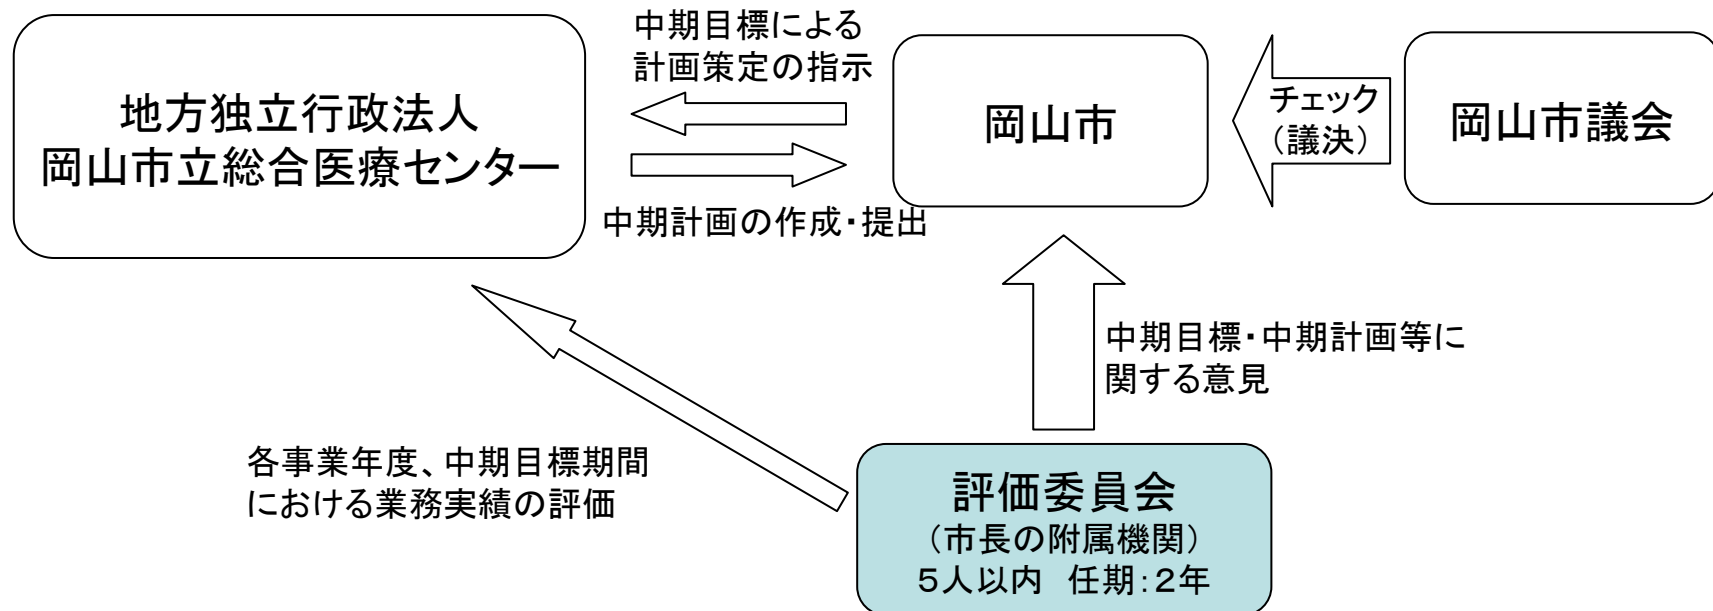 中期目標による
計画策定の指示
地方独立行政法人
岡山市立総合医療センター
岡山市
チェック
（議決）
岡山市議会
中期計画の作成・提出
中期目標・中期計画等に
関する意見
各事業年度、中期目標期間
における業務実績の評価
評価委員会
（市長の附属機関）
５人以内　任期：２年